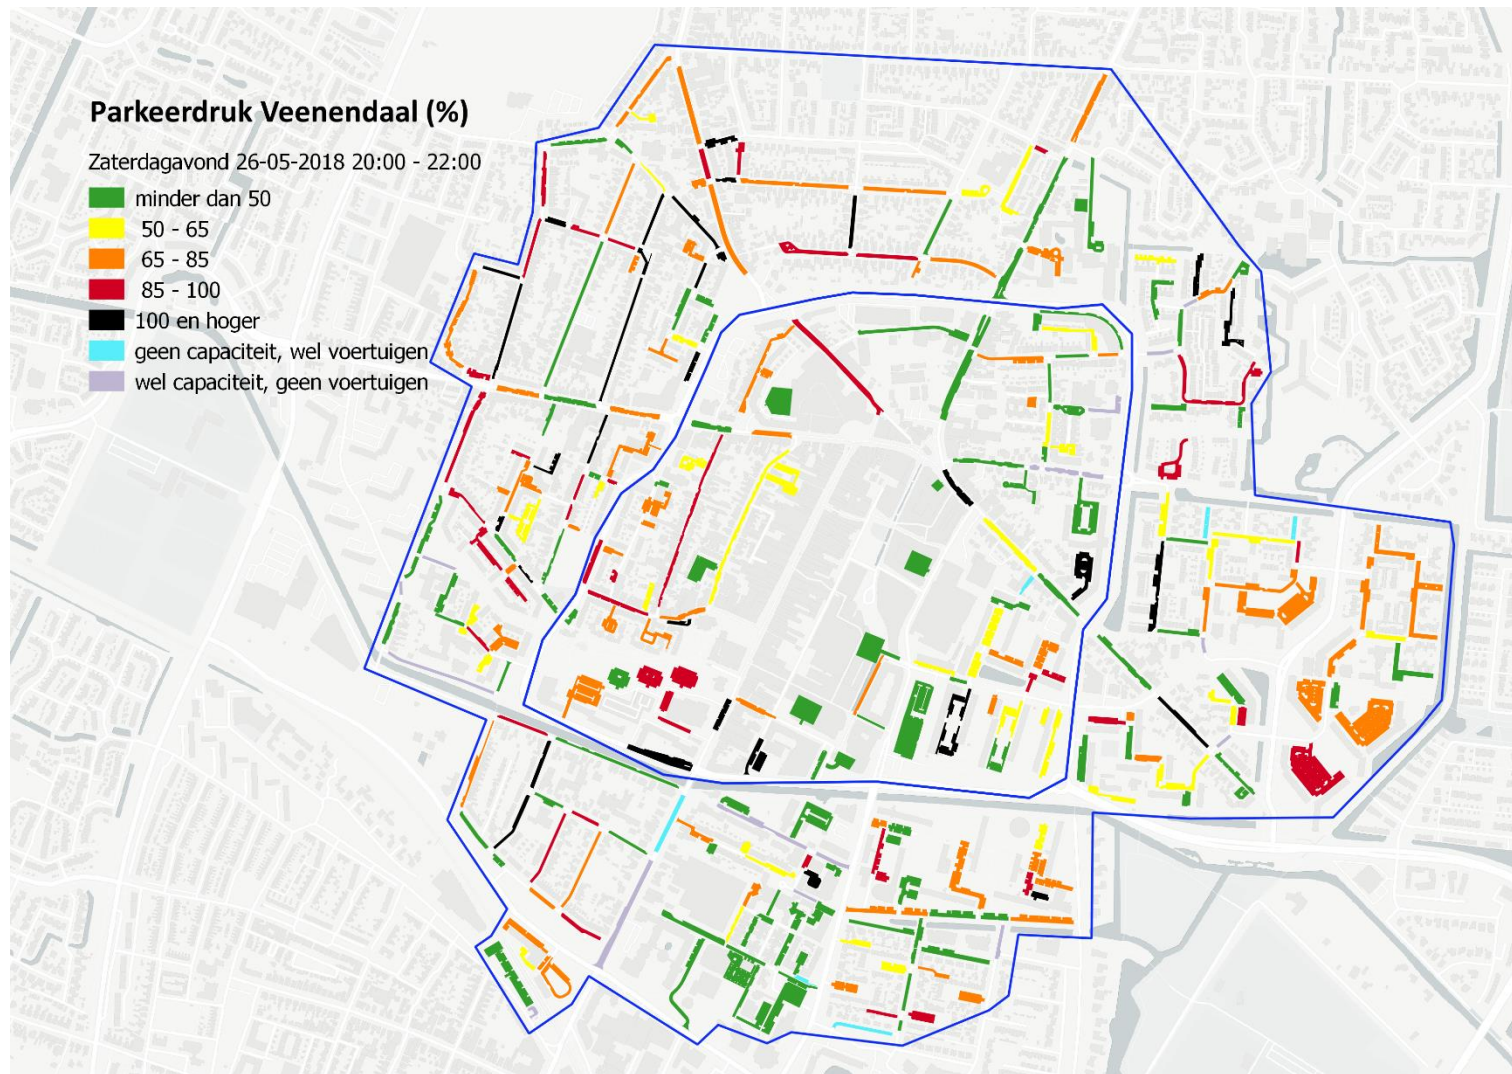 Parkeerdruk Veenendaal (%)
Zaterdagavond 26-05-2018 20:00 - 22:00
minder dan 50
50 - 65
65 - 85
85 - 100
100 en hoger
geen capaciteit, wel voertuigen
wel capaciteit, geen voertuigen